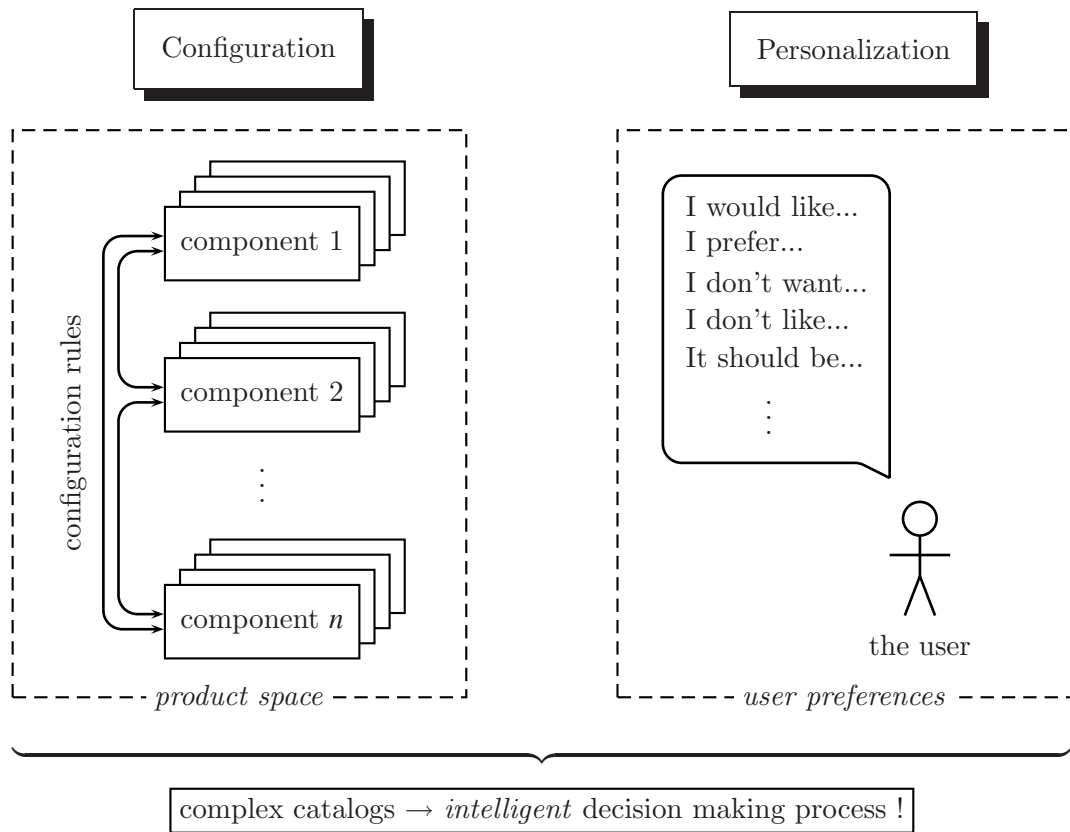 Configuration
Personalization
configuration rules
component 1
component 2
⋮
component n
product space
I would like...
I prefer...
I don't want...
I don't like...
It should be...
⋮
the user
user preferences
complex catalogs → intelligent decision making process !